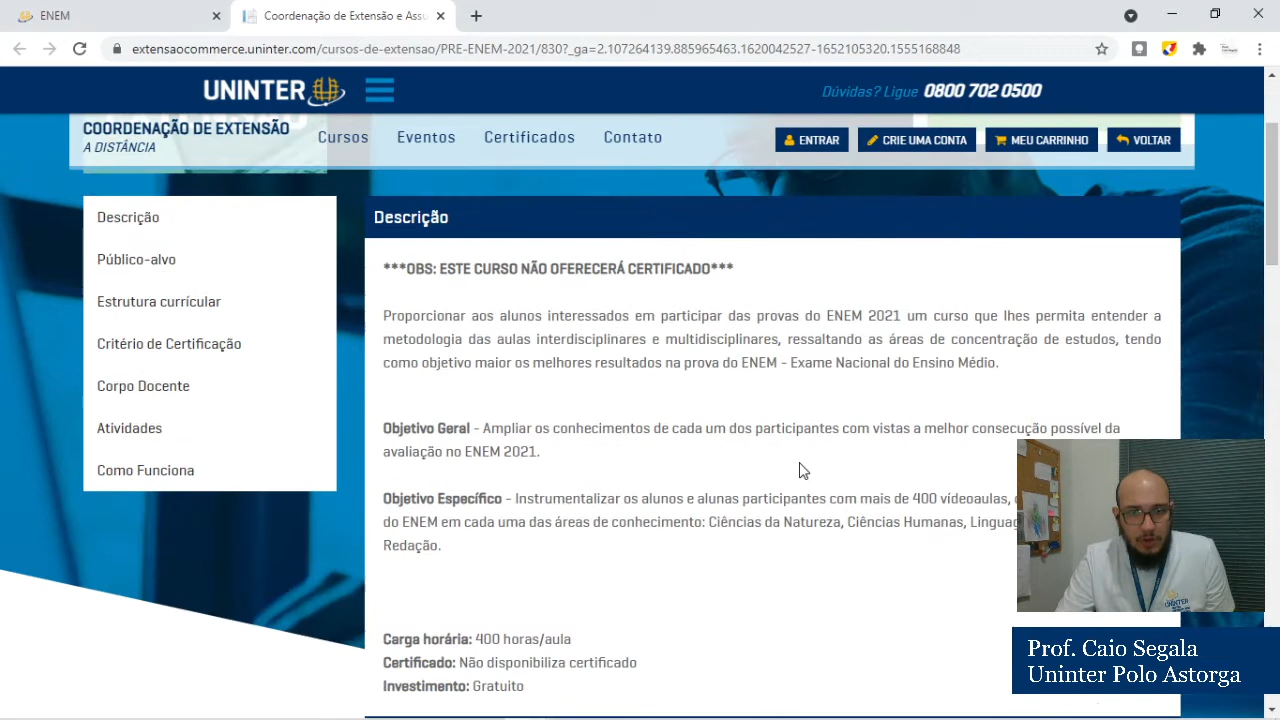 ENEM
Coordenação de Extensão e Assu
extensaocommerce.uninter.com/cursos-de-extensao/PRE-ENEM-2021/830?_ga=2.107264139.885965463.1620042527-1652105320.1555168848
UNINTER
Dúvidas? Ligue 0800 702 0500
COORDENAÇÃO DE EXTENSÃO
A DISTÂNCIA
Cursos Eventos Certificados Contato
ENTRAR CRIE UMA CONTA MEU CARRINHO VOLTAR
Descrição
Público-alvo
Estrutura currícular
Critério de Certificação
Corpo Docente
Atividades
Como Funciona
Descrição
***OBS: ESTE CURSO NÃO OFERECERÁ CERTIFICADO***
Proporcionar aos alunos interessados em participar das provas do ENEM 2021 um curso que lhes permita entender a
metodologia das aulas interdisciplinares e multidisciplinares, ressaltando as áreas de concentração de estudos, tendo
como objetivo maior os melhores resultados na prova do ENEM - Exame Nacional do Ensino Médio.
Objetivo Geral - Ampliar os conhecimentos de cada um dos participantes com vistas a melhor consecução possível da
avaliação no ENEM 2021.
Objetivo Específico - Instrumentalizar os alunos e alunas participantes com mais de 400 vídeoaulas,
do ENEM em cada uma das áreas de conhecimento: Ciências da Natureza, Ciências Humanas, Linguag
Redação.
Carga horária: 400 horas/aula
Certificado: Não disponibiliza certificado
Investimento: Gratuito
UNINTER
Prof. Caio Segala
Uninter Polo Astorga